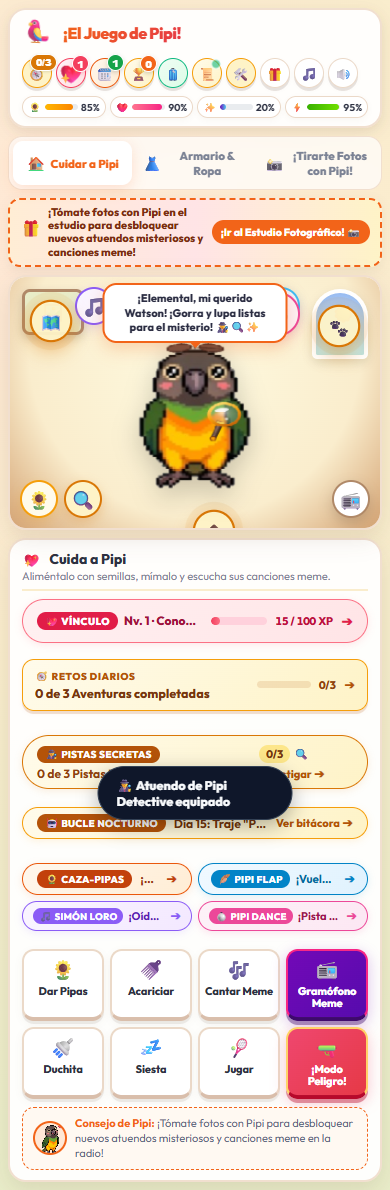 ¡El Juego de Pipi!
0/3
1
1
0
85%
90%
20%
95%
Cuidar a Pipi
Armario &
Ropa
¡Tirarte Fotos
con Pipi!
¡Tómate fotos con Pipi en el
estudio para desbloquear
nuevos atuendos misteriosos y
canciones meme!
¡Ir al Estudio Fotográfico!
¡Elemental, mi querido
Watson! ¡Gorra y lupa listas
para el misterio!
Cuida a Pipi
Aliméntalo con semillas, mímalo y escucha sus canciones meme.
VÍNCULO Nv. 1 · Cono... 15 / 100 XP →
RETOS DIARIOS
0 de 3 Aventuras completadas
0/3 →
PISTAS SECRETAS
0/3
0 de 3 Pistas
tigar →
Atuendo de Pipi
Detective equipado
BUCLE NOCTURNO Día 15: Traje "P... Ver bitácora →
CAZA-PIPAS ¡... →
PIPI FLAP ¡Vuel... →
SIMÓN LORO ¡Oíd... →
PIPI DANCE ¡Pista ... →
Dar Pipas
Acariciar
Cantar Meme
Gramófono
Meme
Duchita
Siesta
Jugar
¡Modo
Peligro!
Consejo de Pipi: ¡Tómate fotos con Pipi para desbloquear
nuevos atuendos misteriosos y canciones meme en la
radio!